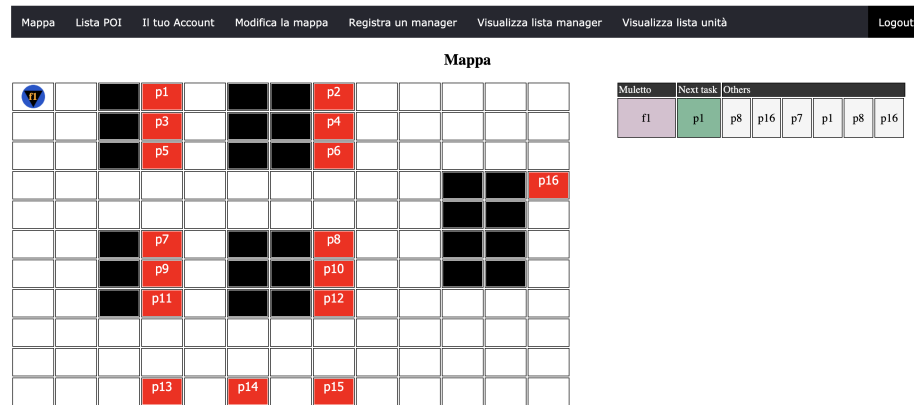 Mappa Lista POI Il tuo Account Modifica la mappa Registra un manager Visualizza lista manager Visualizza lista unità Logout
Mappa
f1 p1 p2
p3 p4
p5 p6
p16
p7 p8
p9 p10
p11 p12
p13 p14 p15
Muletto Next task Others
f1 p1 p8 p16 p7 p1 p8 p16